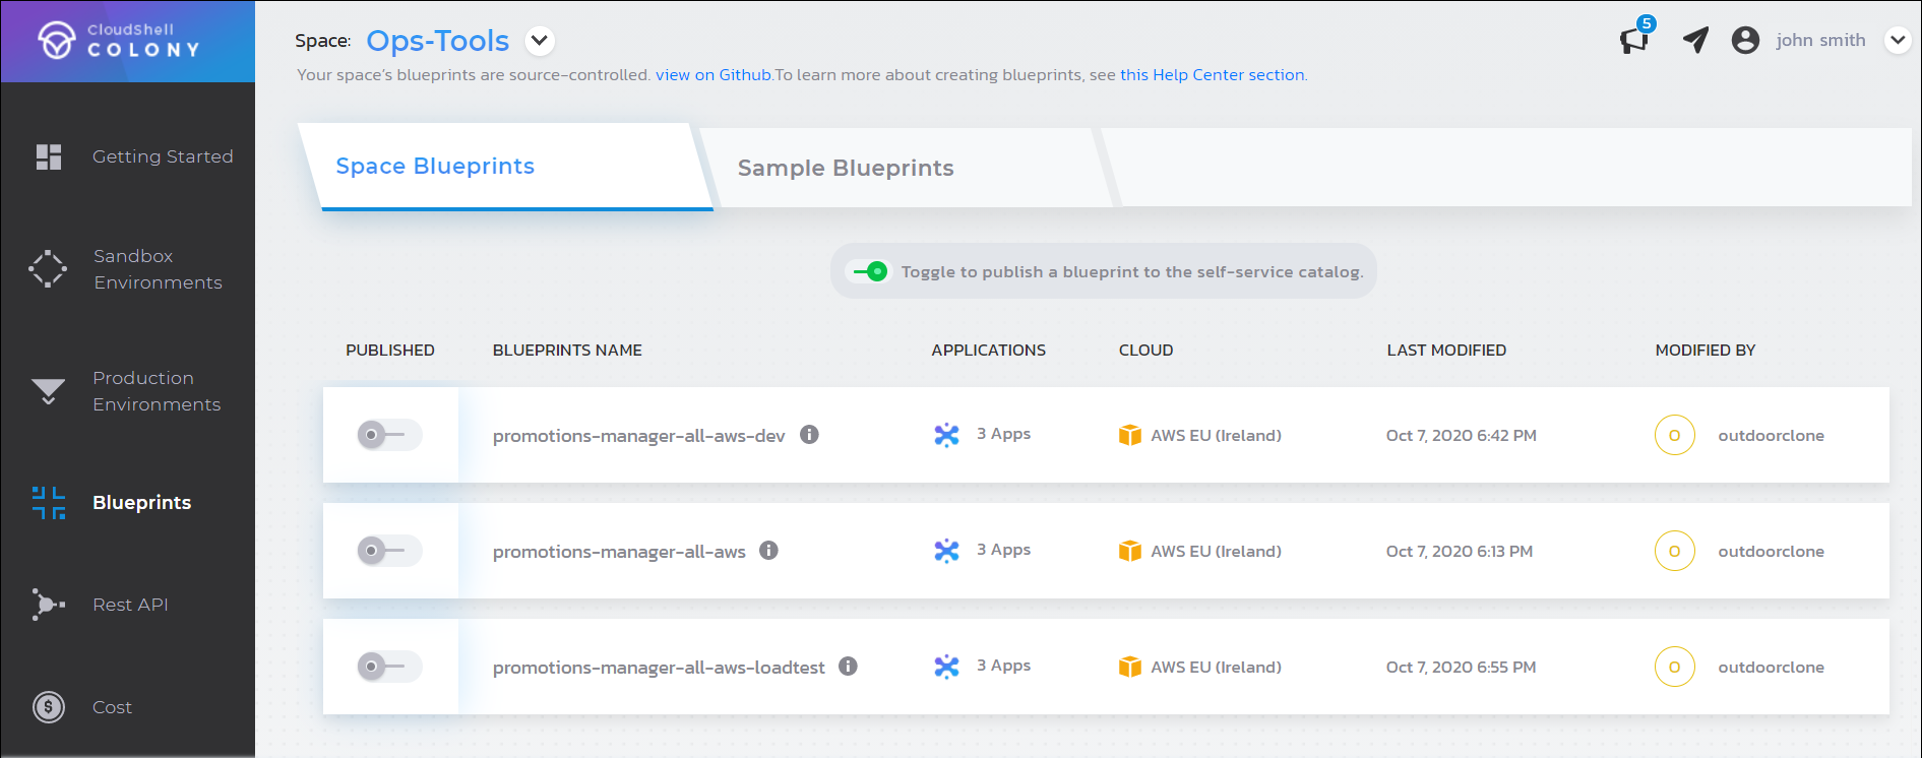 CloudShell
COLONY
Space: Ops-Tools
5
john smith
Your space's blueprints are source-controlled. view on Github.To learn more about creating blueprints, see this Help Center section.
Getting Started
Sandbox
Environments
Production
Environments
Blueprints
Rest API
$
Cost
Space Blueprints
Sample Blueprints
Toggle to publish a blueprint to the self-service catalog.
PUBLISHED BLUEPRINTS NAME APPLICATIONS CLOUD LAST MODIFIED MODIFIED BY
promotions-manager-all-aws-dev i 3 Apps AWS EU (Ireland) Oct 7, 2020 6:42 PM O outdoorclone
promotions-manager-all-aws i 3 Apps AWS EU (Ireland) Oct 7, 2020 6:13 PM O outdoorclone
promotions-manager-all-aws-loadtest i 3 Apps AWS EU (Ireland) Oct 7, 2020 6:55 PM O outdoorclone